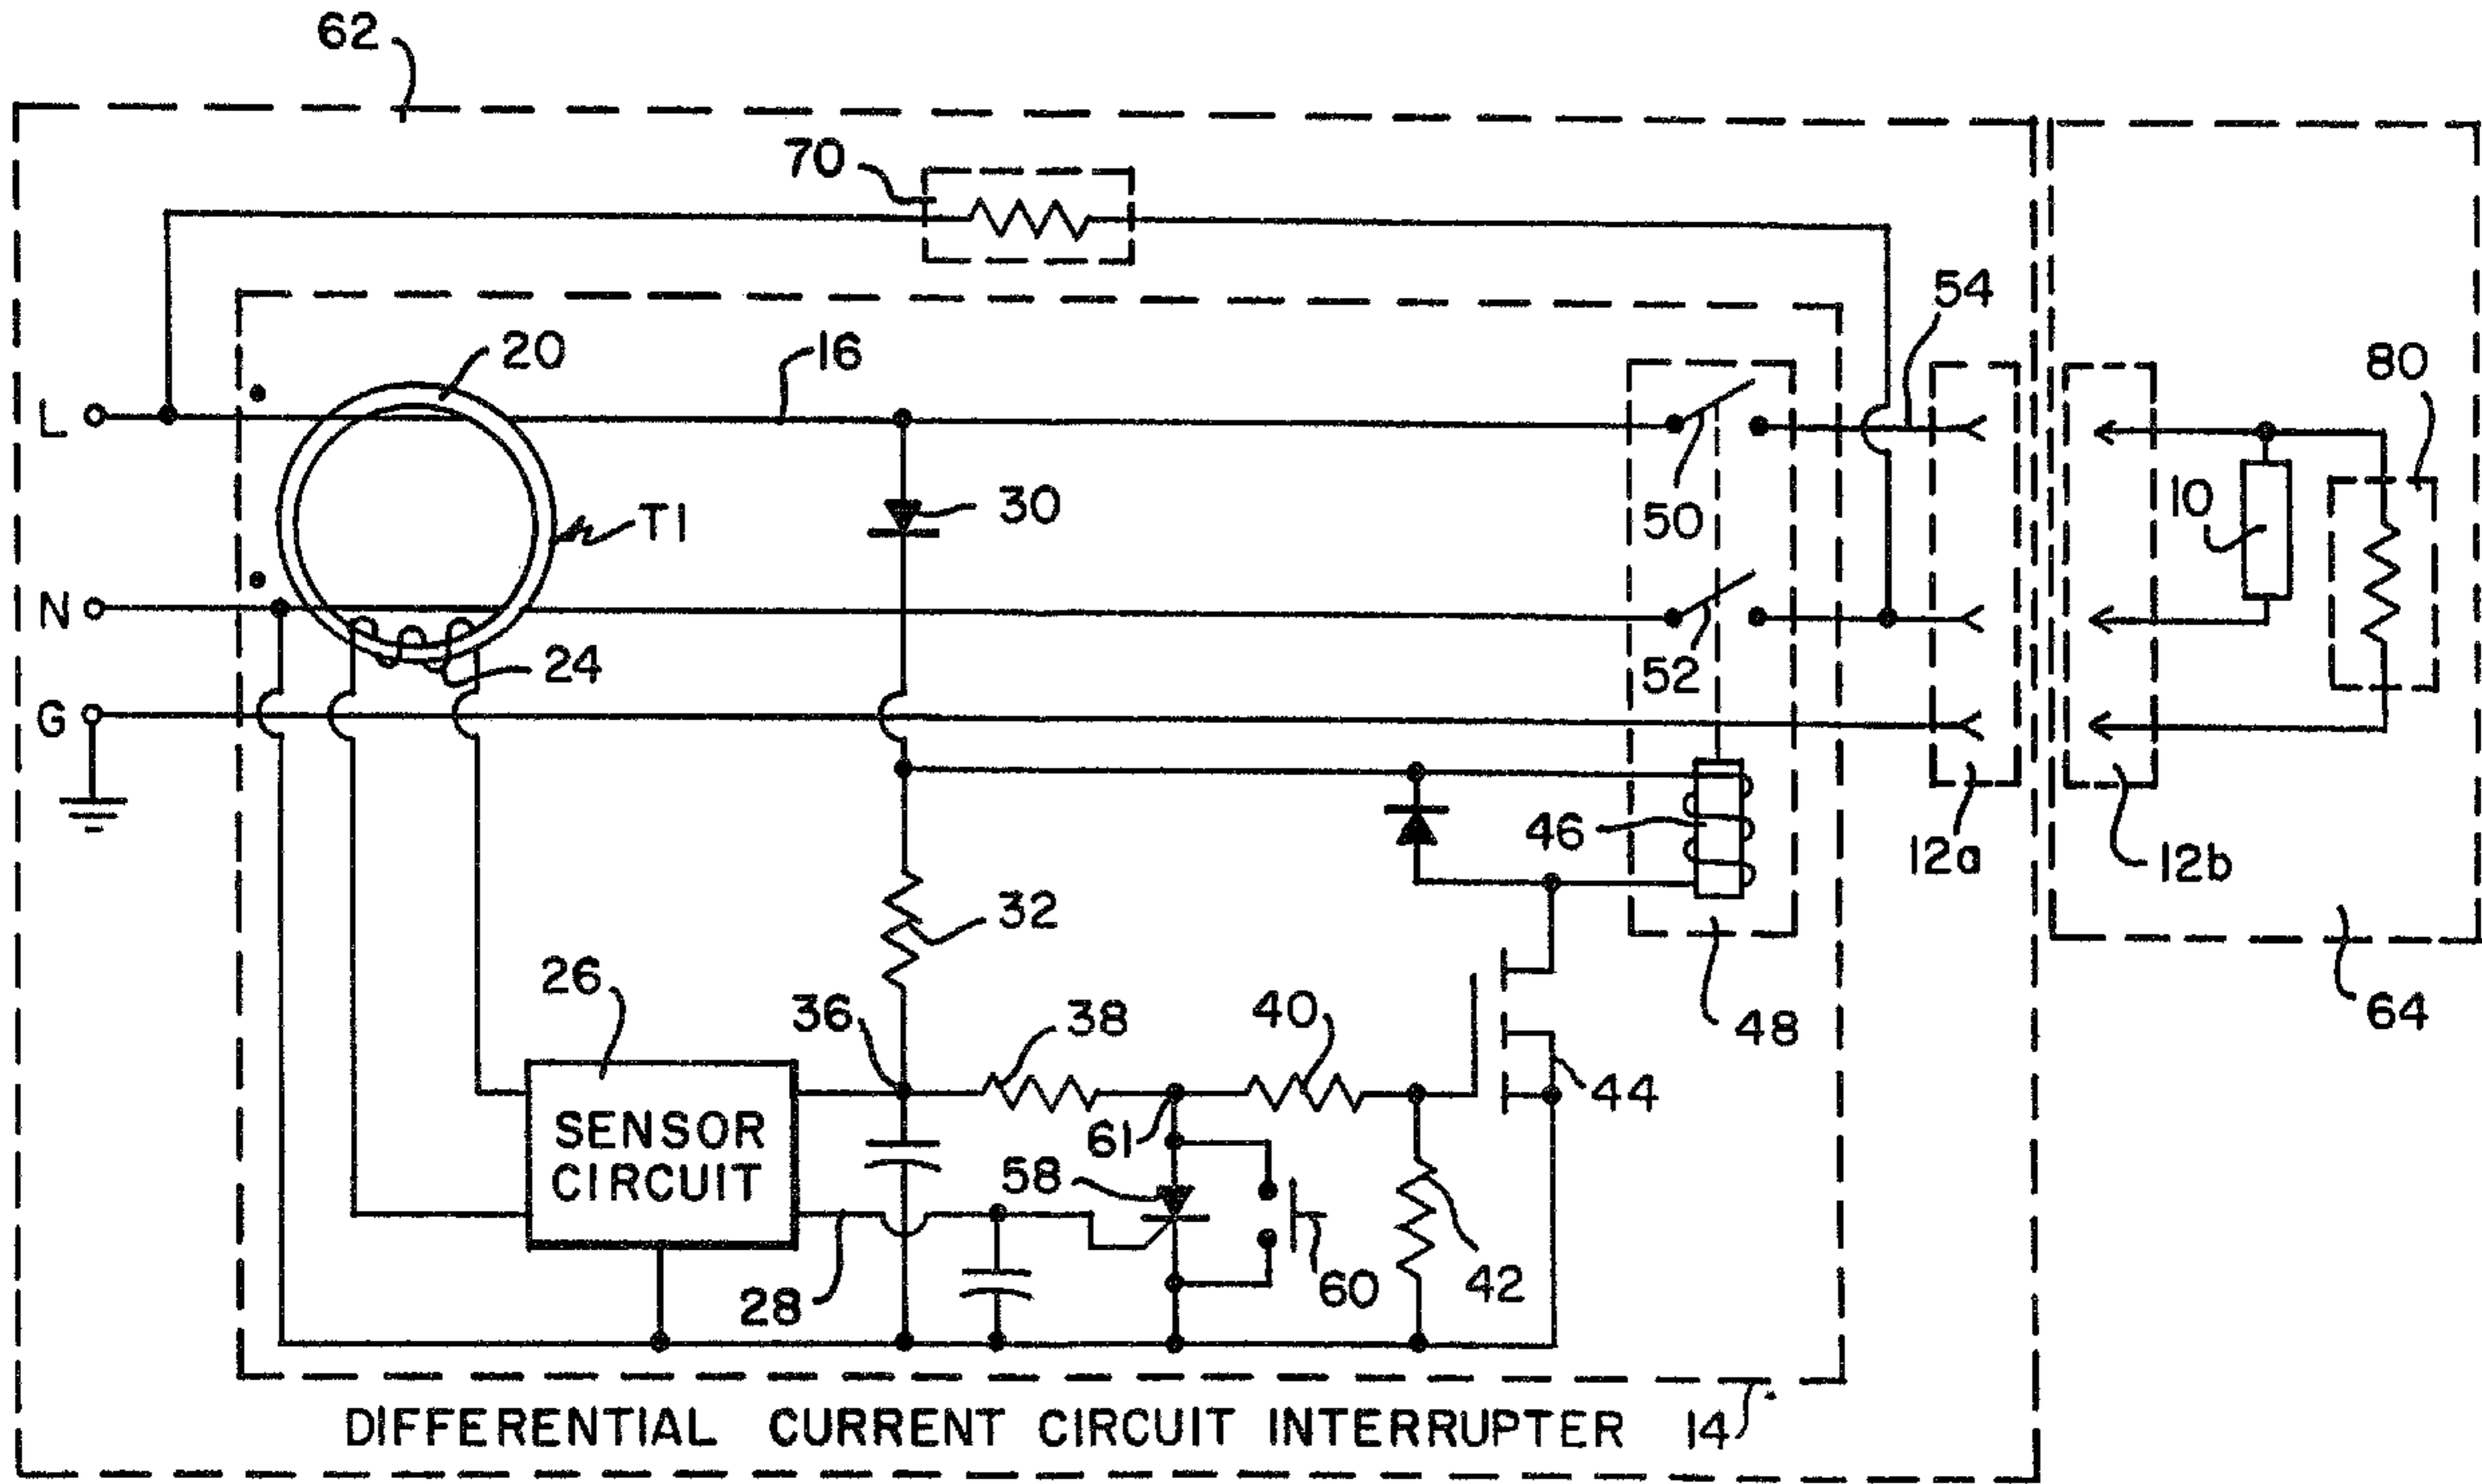 62
70
54
20
16
80
L
30
50
10
T1
N
52
24
G
46
12a
12b
32
26
36
38
40
48
64
44
SENSOR
CIRCUIT
61
58
42
60
28
DIFFERENTIAL CURRENT CIRCUIT INTERRUPTER
14